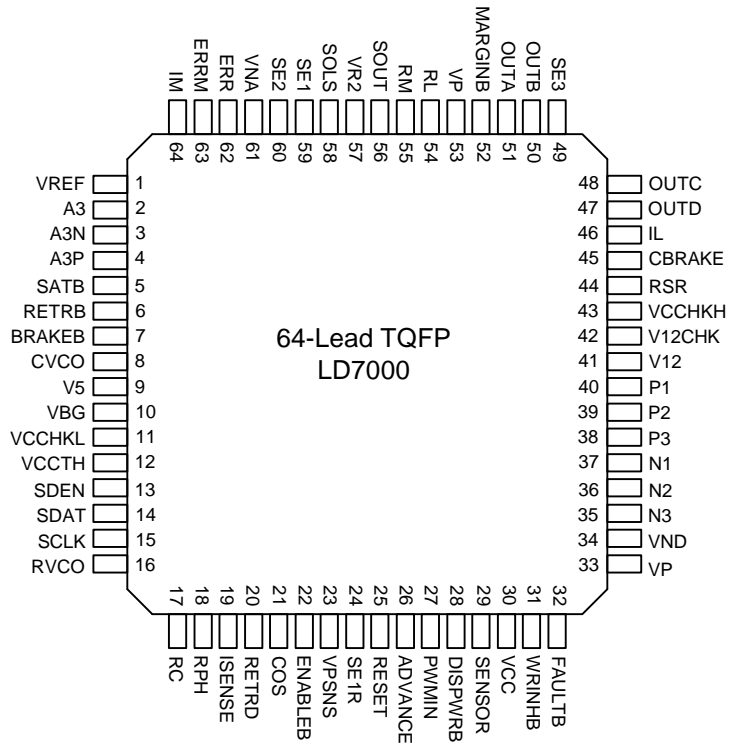 IM
ERRM
ERR
VNA
SE2
SE1
SOLS
VR2
SOUT
RM
RL
VP
MARGINB
OUTA
OUTB
SE3
64
63
62
61
60
59
58
57
56
55
54
53
52
51
50
49
VREF 1
A3 2
A3N 3
A3P 4
SATB 5
RETRB 6
BRAKEB 7
CVCO 8
V5 9
VBG 10
VCCHKL 11
VCCTH 12
SDEN 13
SDAT 14
SCLK 15
RVCO 16
64-Lead TQFP
LD7000
48 OUTC
47 OUTD
46 IL
45 CBRAKE
44 RSR
43 VCCHKH
42 V12CHK
41 V12
40 P1
39 P2
38 P3
37 N1
36 N2
35 N3
34 VND
33 VP
17
18
19
20
21
22
23
24
25
26
27
28
29
30
31
32
RC
RPH
ISENSE
RETRD
COS
ENABLEB
VPSNS
SE1R
RESET
ADVANCE
PWMIN
DISPWRB
SENSOR
VCC
WRINHB
FAULTB